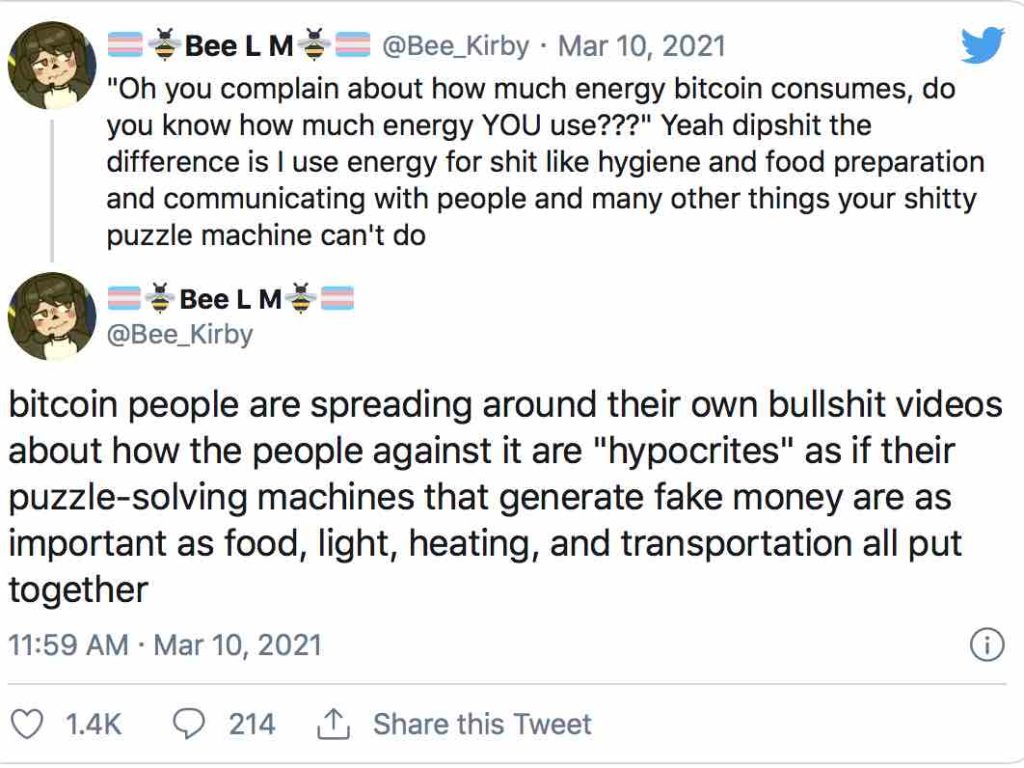 Bee L M @Bee_Kirby · Mar 10, 2021
"Oh you complain about how much energy bitcoin consumes, do
you know how much energy YOU use???" Yeah dipshit the
difference is I use energy for shit like hygiene and food preparation
and communicating with people and many other things your shitty
puzzle machine can't do
Bee L M
@Bee_Kirby
bitcoin people are spreading around their own bullshit videos
about how the people against it are "hypocrites" as if their
puzzle-solving machines that generate fake money are as
important as food, light, heating, and transportation all put
together
11:59 AM · Mar 10, 2021
1.4K 214 Share this Tweet